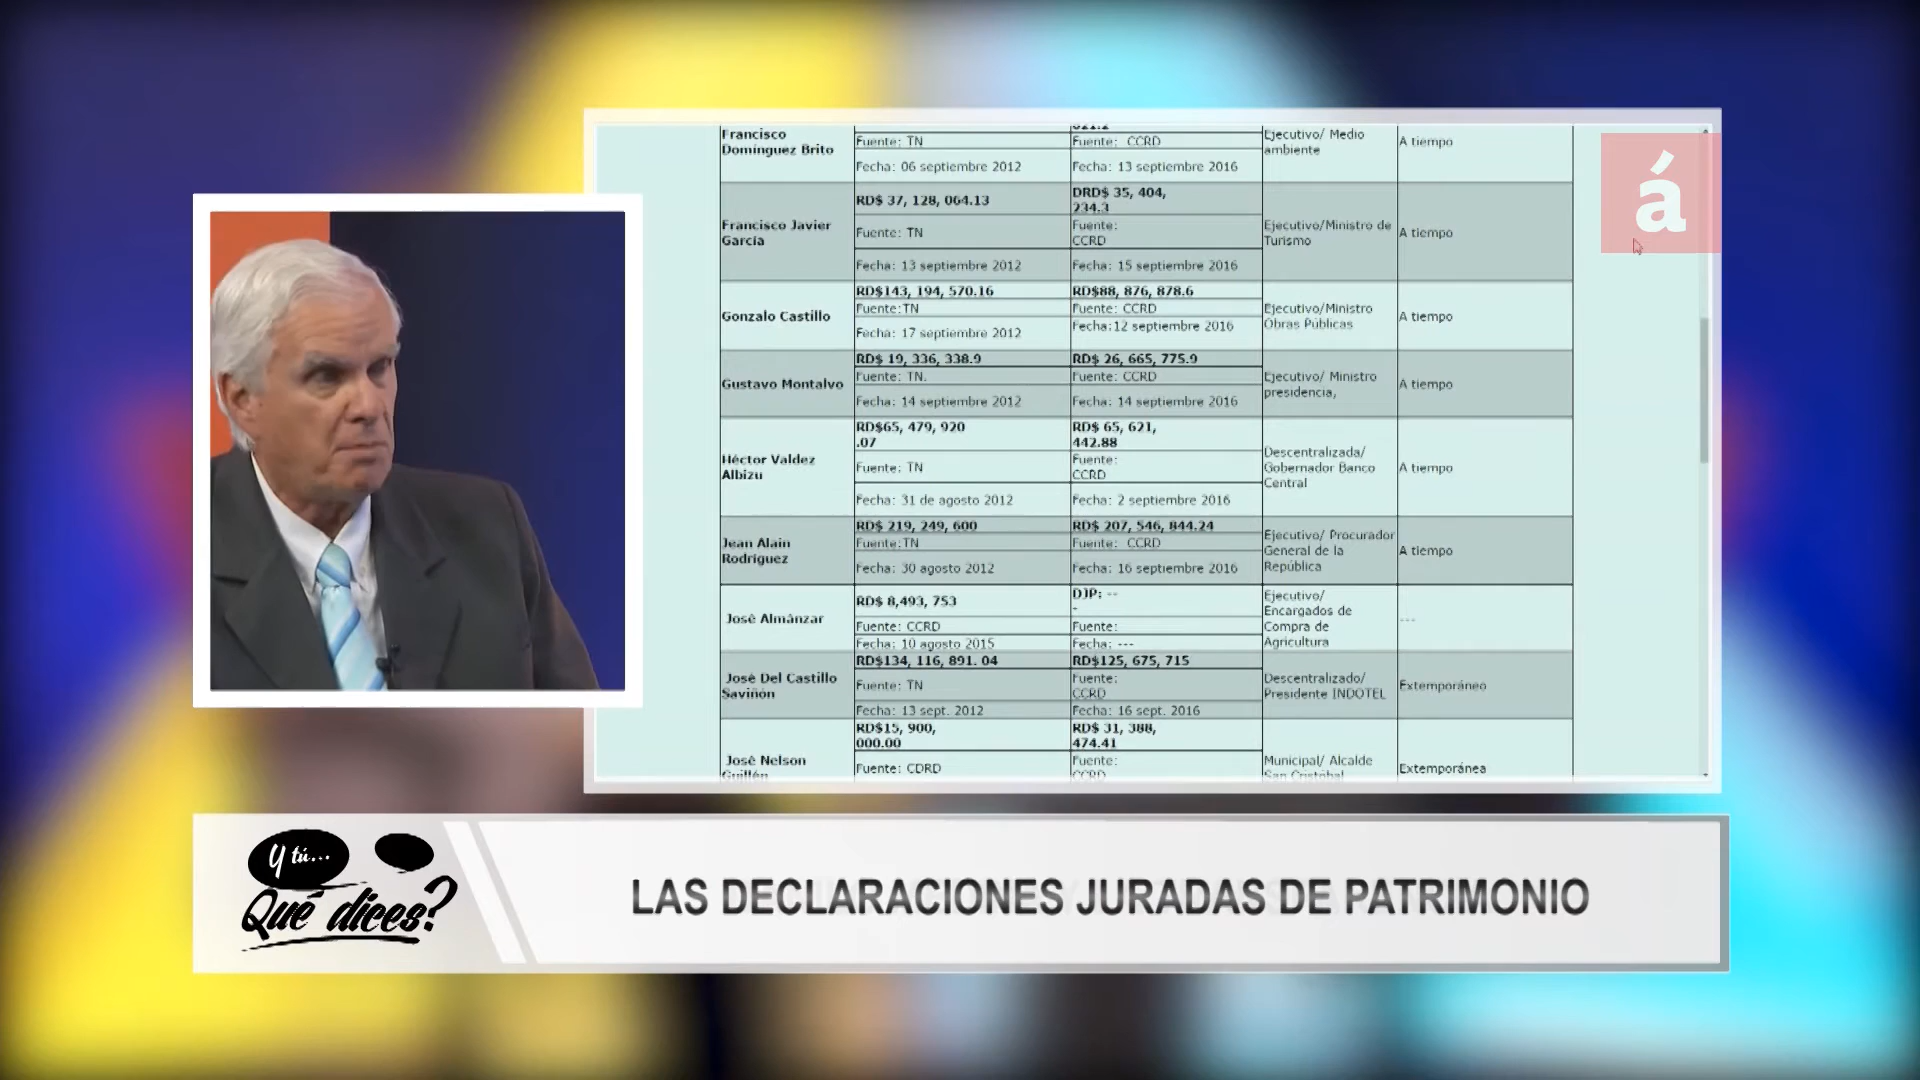 621.2
Francisco
Domínguez Brito
Fuente: TN
Fuente: CCRD
Fecha: 06 septiembre 2012
Fecha: 13 septiembre 2016
Ejecutivo/ Medio
ambiente
A tiempo
Francisco Javier
García
RD$ 37, 128, 064.13
Fuente: TN
Fecha: 13 septiembre 2012
DRD$ 35, 404,
234.3
Fuente:
CCRD
Fecha: 15 septiembre 2016
Ejecutivo/Ministro de
Turismo
A tiempo
Gonzalo Castillo
RD$143, 194, 570.16
Fuente:TN
Fecha: 17 septiembre 2012
RD$88, 876, 878.6
Fuente: CCRD
Fecha:12 septiembre 2016
Ejecutivo/Ministro
Obras Públicas
A tiempo
Gustavo Montalvo
RD$ 19, 336, 338.9
Fuente: TN.
Fecha: 14 septiembre 2012
RD$ 26, 665, 775.9
Fuente: CCRD
Fecha: 14 septiembre 2016
Ejecutivo/ Ministro
presidencia,
A tiempo
Héctor Valdez
Albizu
RD$65, 479, 920
.07
Fuente: TN
Fecha: 31 de agosto 2012
RD$ 65, 621,
442.88
Fuente:
CCRD
Fecha: 2 septiembre 2016
Descentralizada/
Gobernador Banco
Central
A tiempo
Jean Alain
Rodríguez
RD$ 219, 249, 600
Fuente:TN
Fecha: 30 agosto 2012
RD$ 207, 546, 844.24
Fuente: CCRD
Fecha: 16 septiembre 2016
Ejecutivo/ Procurador
General de la
República
A tiempo
José Almánzar
RD$ 8,493, 753
Fuente: CCRD
Fecha: 10 agosto 2015
DJP: --
-
Fuente:
Fecha: ---
Ejecutivo/
Encargados de
Compra de
Agricultura
---
José Del Castillo
Saviñón
RD$134, 116, 891. 04
Fuente: TN
Fecha: 13 sept. 2012
RD$125, 675, 715
Fuente:
CCRD
Fecha: 16 sept. 2016
Descentralizado/
Presidente INDOTEL
Extemporáneo
José Nelson
Guillén
RD$15, 900,
000.00
Fuente: CDRD
RD$ 31, 388,
474.41
Fuente:
CCRD
Municipal/ Alcalde
San Cristóbal
Extemporánea
á
Y tú...
Qué dices?
LAS DECLARACIONES JURADAS DE PATRIMONIO